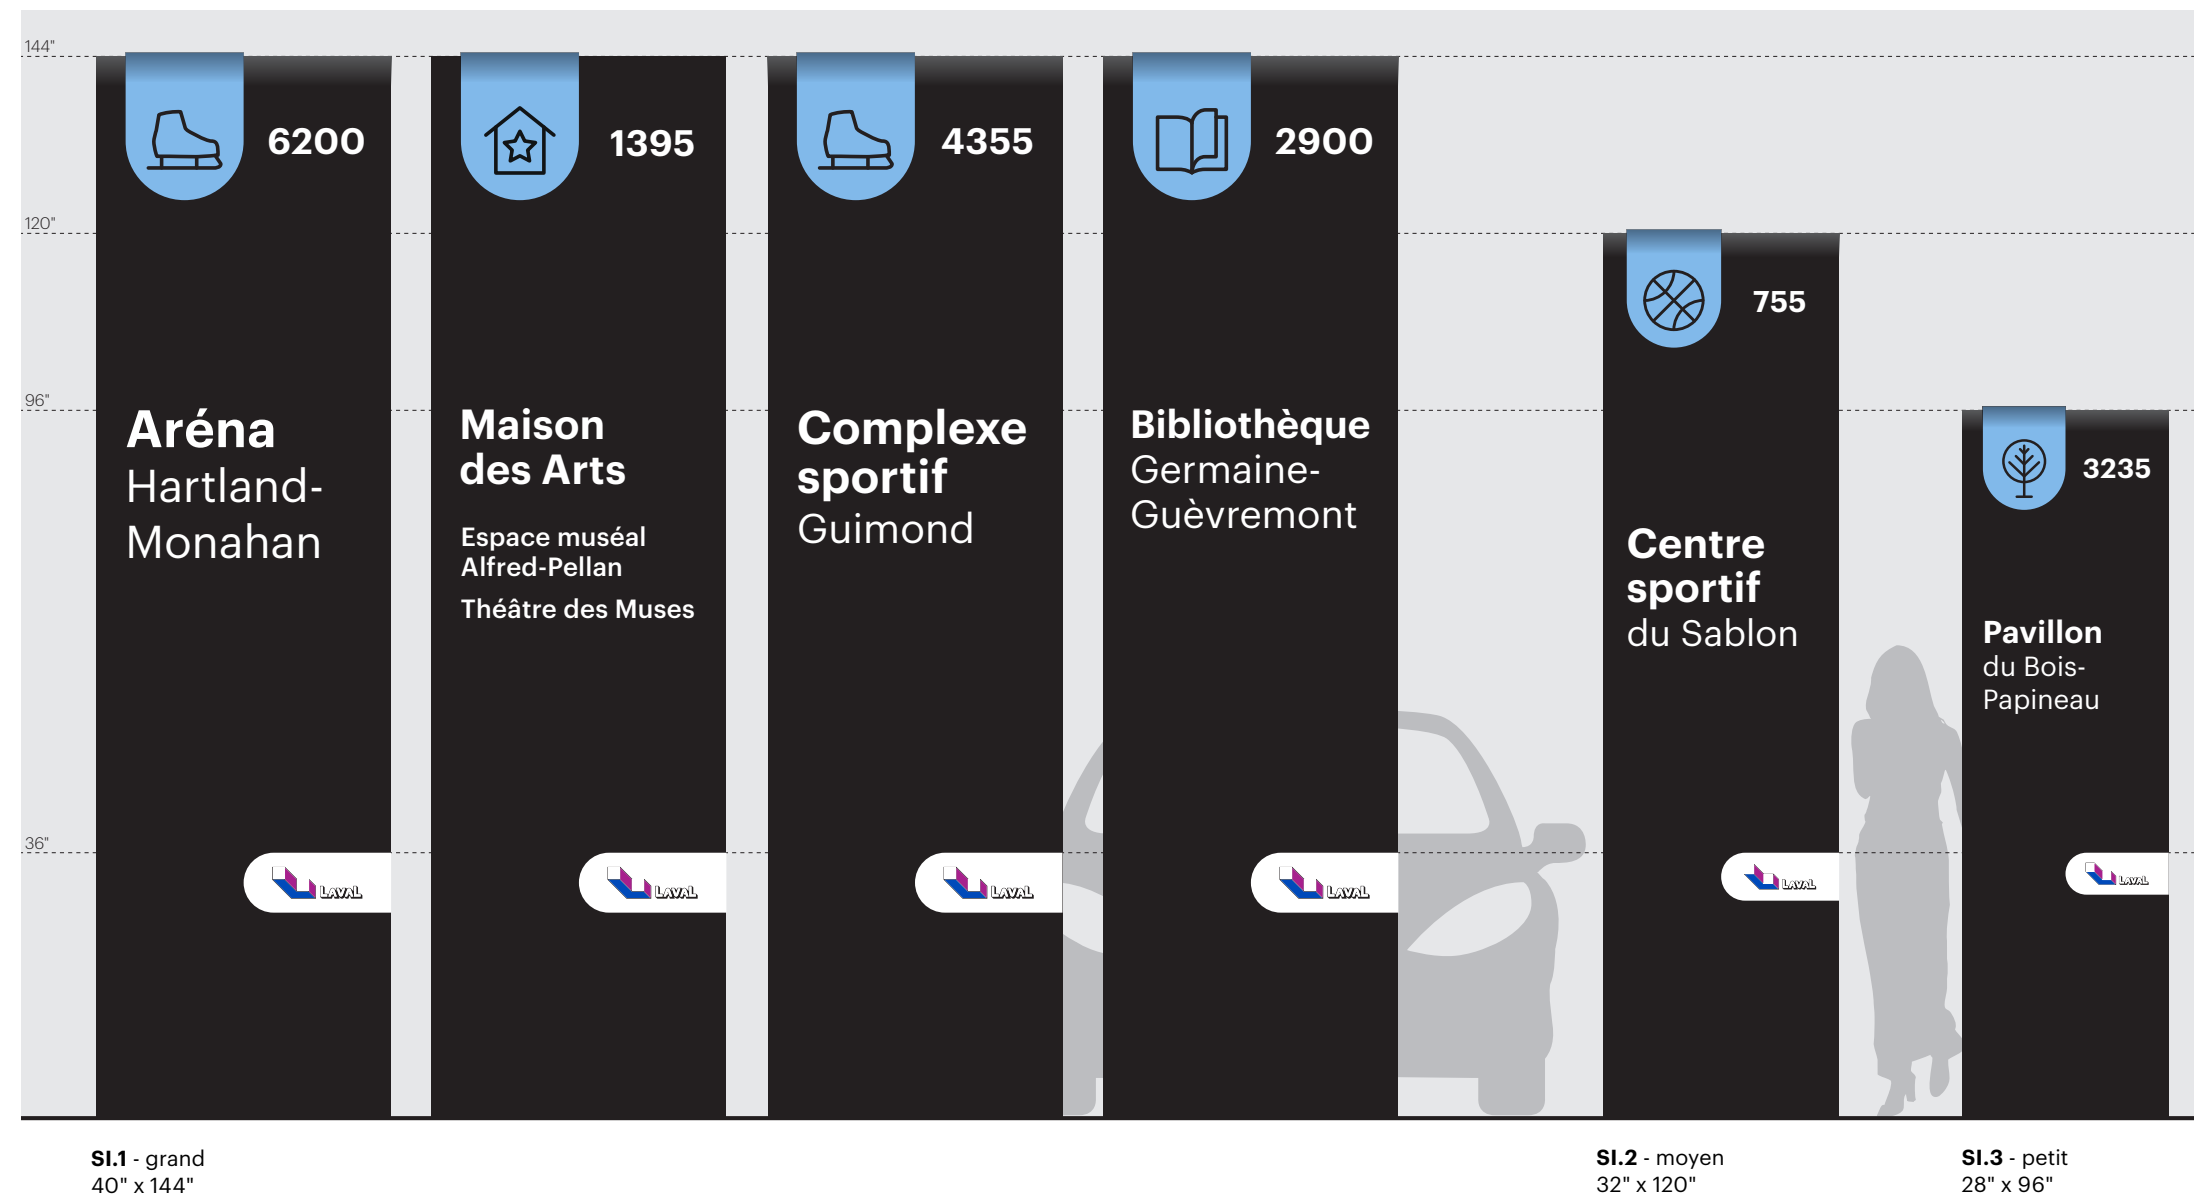 144"
120"
96"
36"
6200
Aréna
Hartland-
Monahan
LAVAL
1395
Maison
des Arts
Espace muséal
Alfred-Pellan
Théâtre des Muses
LAVAL
4355
Complexe
sportif
Guimond
LAVAL
2900
Bibliothèque
Germaine-
Guèvremont
LAVAL
755
Centre
sportif
du Sablon
LAVAL
3235
Pavillon
du Bois-
Papineau
LAVAL
SI.1 - grand
40" x 144"
SI.2 - moyen
32" x 120"
SI.3 - petit
28" x 96"